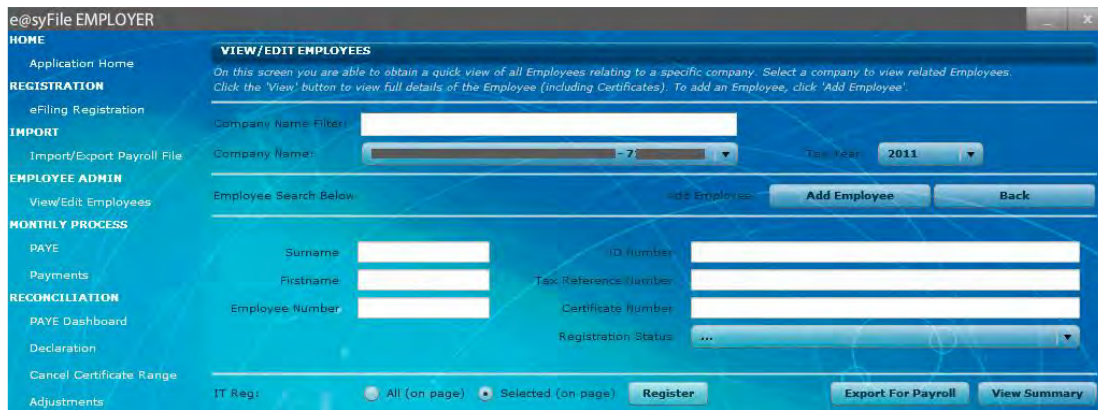 e@syFile EMPLOYER
HOME
Application Home
REGISTRATION
eFiling Registration
IMPORT
Import/Export Payroll File
EMPLOYEE ADMIN
View/Edit Employees
MONTHLY PROCESS
PAYE
Payments
RECONCILIATION
PAYE Dashboard
Declaration
Cancel Certificate Range
Adjustments
VIEW/EDIT EMPLOYEES
On this screen you are able to obtain a quick view of all Employees relating to a specific company. Select a company to view related Employees.
Click the 'View' button to view full details of the Employee (including Certificates). To add an Employee, click 'Add Employee'.
Company Name Filter:
Company Name: - 7
Tax Year: 2011
Employee Search Below
Add Employee: Add Employee Back
Surname ID Number
Firstname Tax Reference Number
Employee Number Certificate Number
Registration Status ...
IT Reg: All (on page) Selected (on page) Register Export For Payroll View Summary